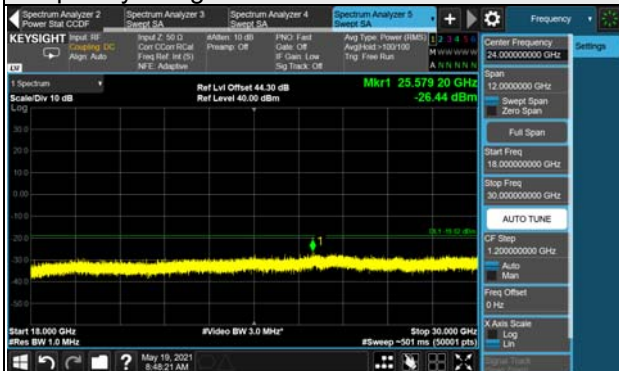 Spectrum Analyzer 2
Power Stat CCDF
Spectrum Analyzer 3
Swept SA
Spectrum Analyzer 4
Swept SA
Spectrum Analyzer 5
Swept SA
Frequency
KEYSIGHT
Input: RF
Coupling: DC
Align: Auto
Input Z: 50 Ω
Corr CCorr RCal
Freq Ref: Int (S)
NFE: Adaptive
#Atten: 10 dB
Preamp: Off
PNO: Fast
Gate: Off
IF Gain: Low
Sig Track: Off
Avg Type: Power (RMS)
Avg|Hold:>100/100
Trig: Free Run
1 2 3 4 5 6
M W W W W W
A N N N N N
LXI
1 Spectrum
Scale/Div 10 dB
Log
Ref Lvl Offset 44.30 dB
Ref Level 40.00 dBm
Mkr1 25.579 20 GHz
-26.44 dBm
30.0
20.0
10.0
0.00
-10.0
-20.0
-30.0
-40.0
-50.0
1
Start 18.000 GHz
#Res BW 1.0 MHz
#Video BW 3.0 MHz*
Stop 30.000 GHz
#Sweep ~501 ms (50001 pts)
May 19, 2021
8:48:21 AM
Center Frequency
24.000000000 GHz
Settings
Span
12.0000000 GHz
Swept Span
Zero Span
Full Span
Start Freq
18.000000000 GHz
Stop Freq
30.000000000 GHz
AUTO TUNE
CF Step
1.200000000 GHz
Auto
Man
Freq Offset
0 Hz
X Axis Scale
Log
Lin
Signal Track